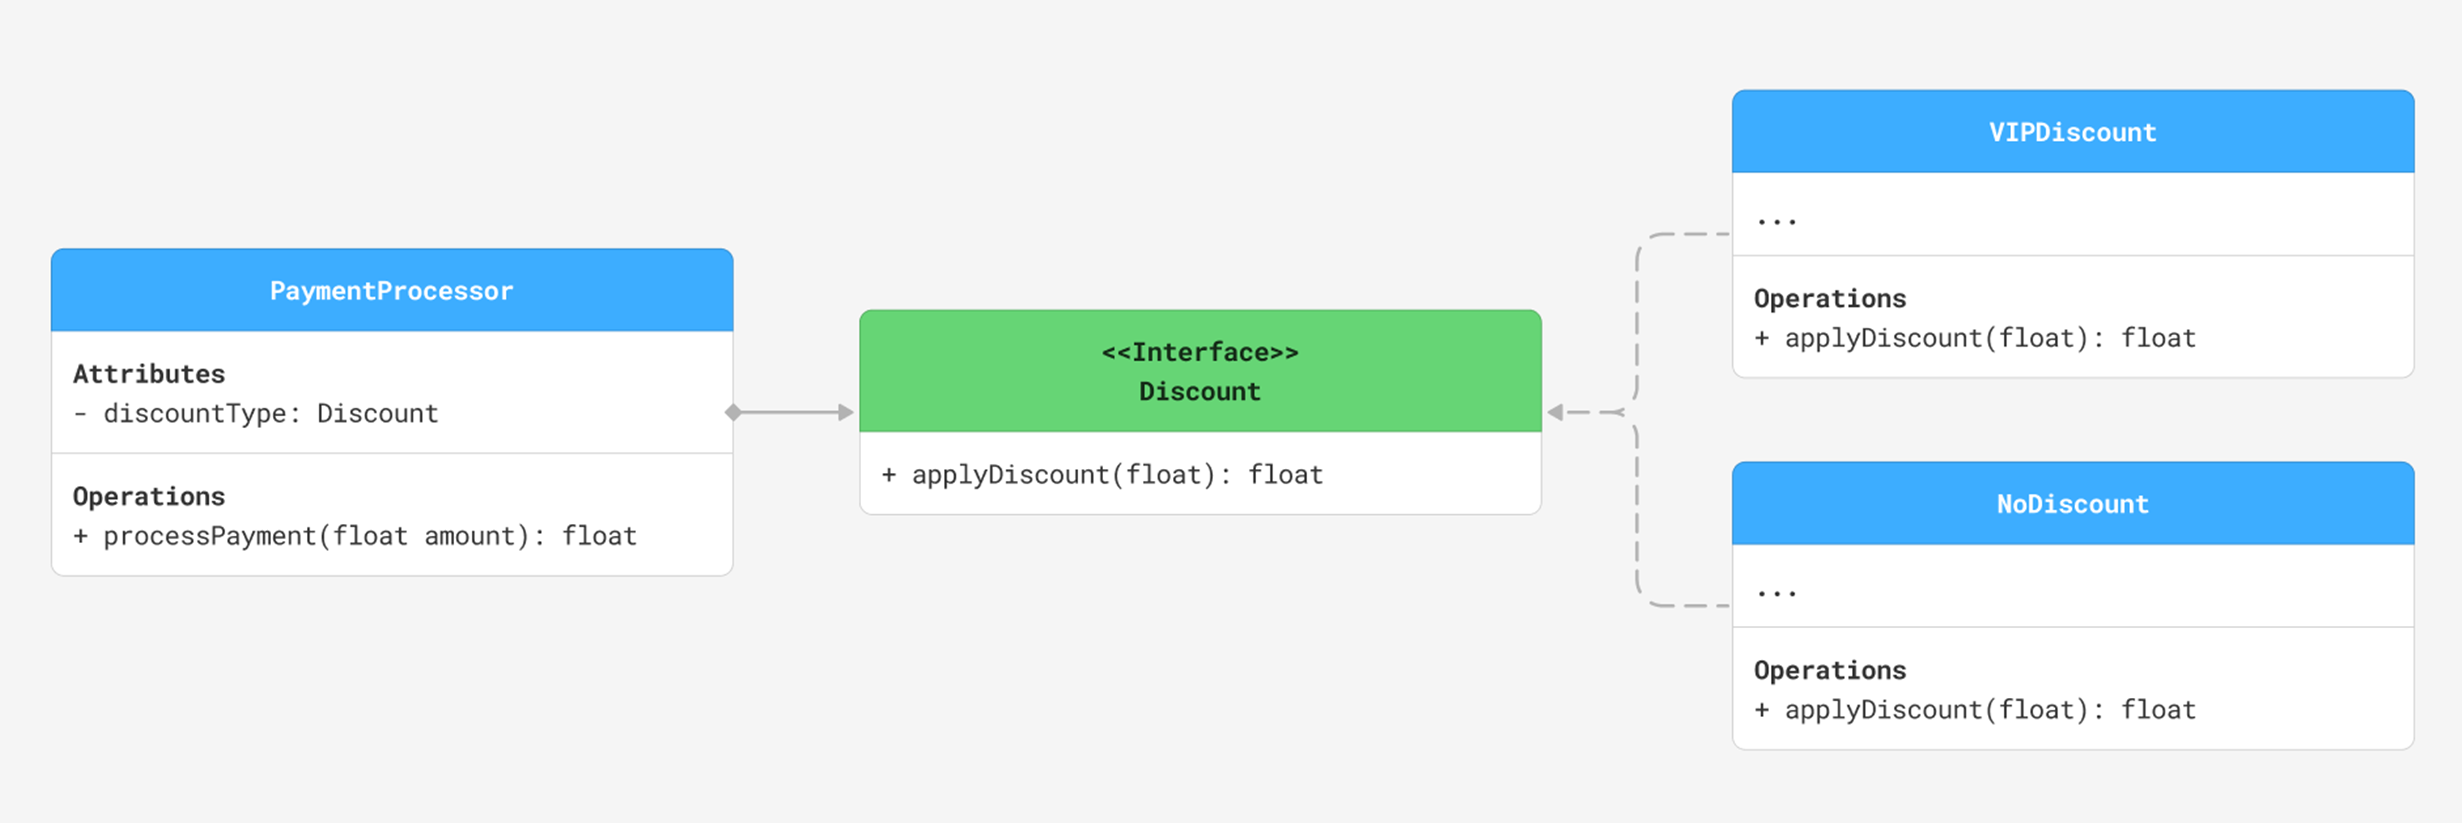 PaymentProcessor
Attributes
- discountType: Discount
Operations
+ processPayment(float amount): float
<<Interface>>
Discount
+ applyDiscount(float): float
VIPDiscount
...
Operations
+ applyDiscount(float): float
NoDiscount
...
Operations
+ applyDiscount(float): float